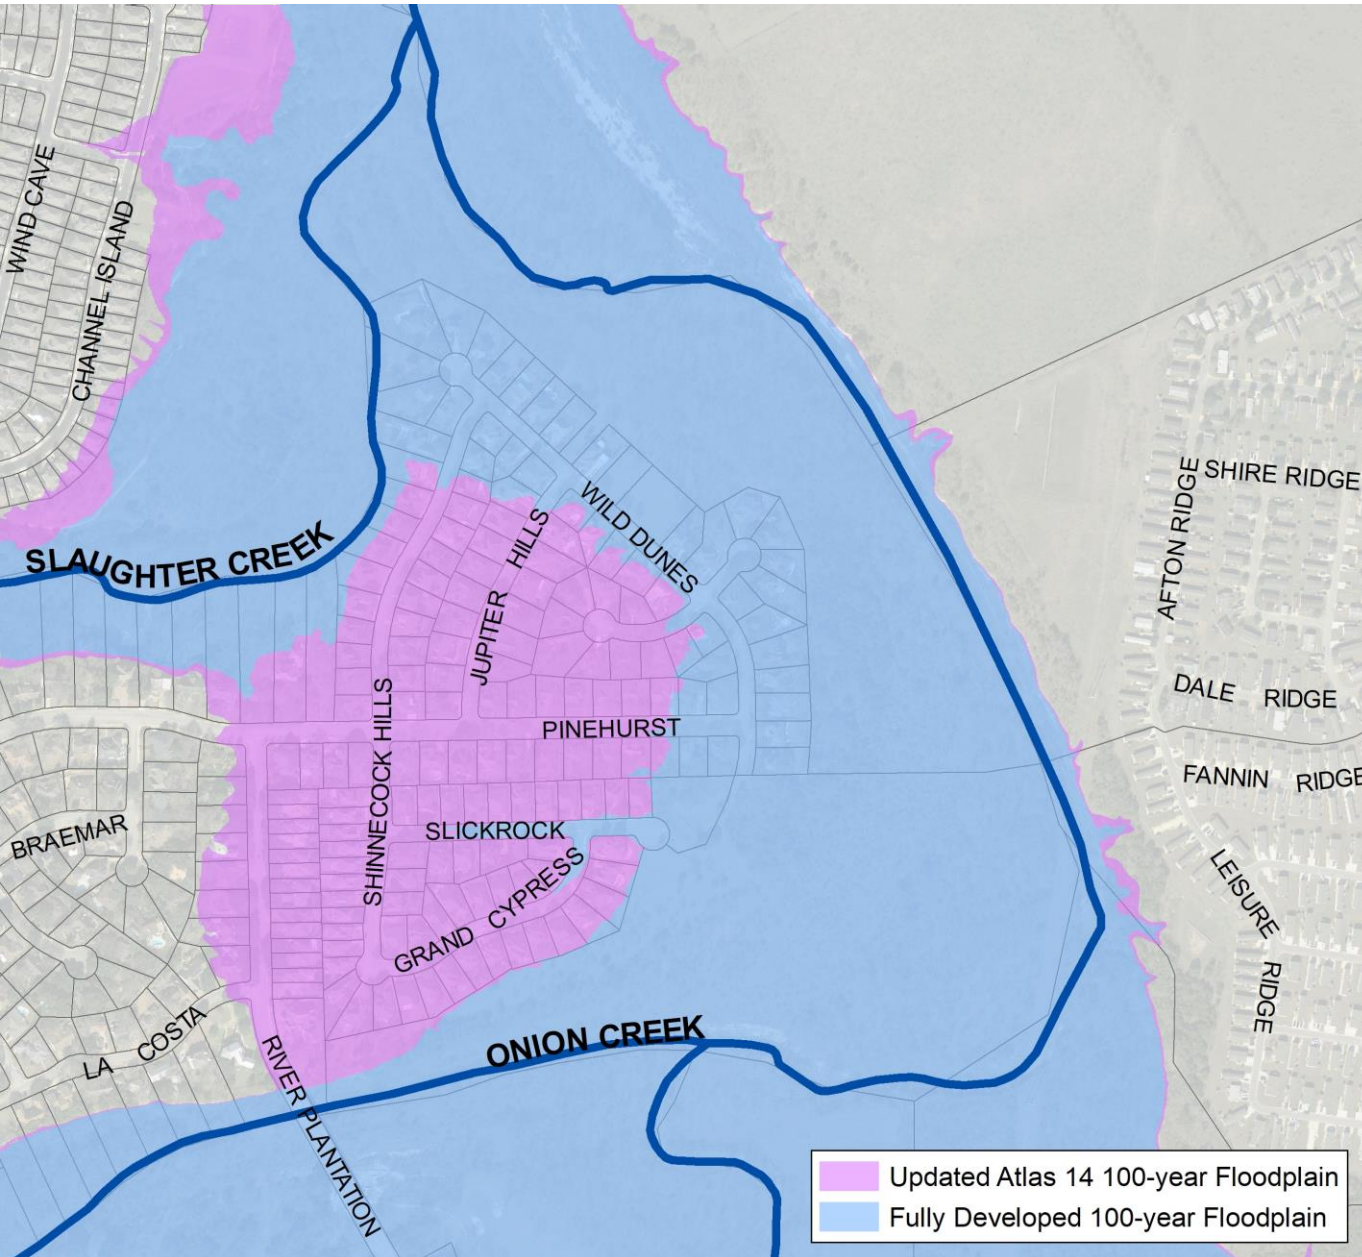 WIND CAVE
CHANNEL ISLAND
SLAUGHTER CREEK
WILD DUNES
JUPITER HILLS
SHIRE RIDGE
AFTON RIDGE
DALE RIDGE
SHINNECOCK HILLS
PINEHURST
FANNIN RIDGE
BRAEMAR
SLICKROCK
GRAND CYPRESS
LEISURE RIDGE
LA COSTA
ONION CREEK
RIVER PLANTATION
Updated Atlas 14 100-year Floodplain
Fully Developed 100-year Floodplain